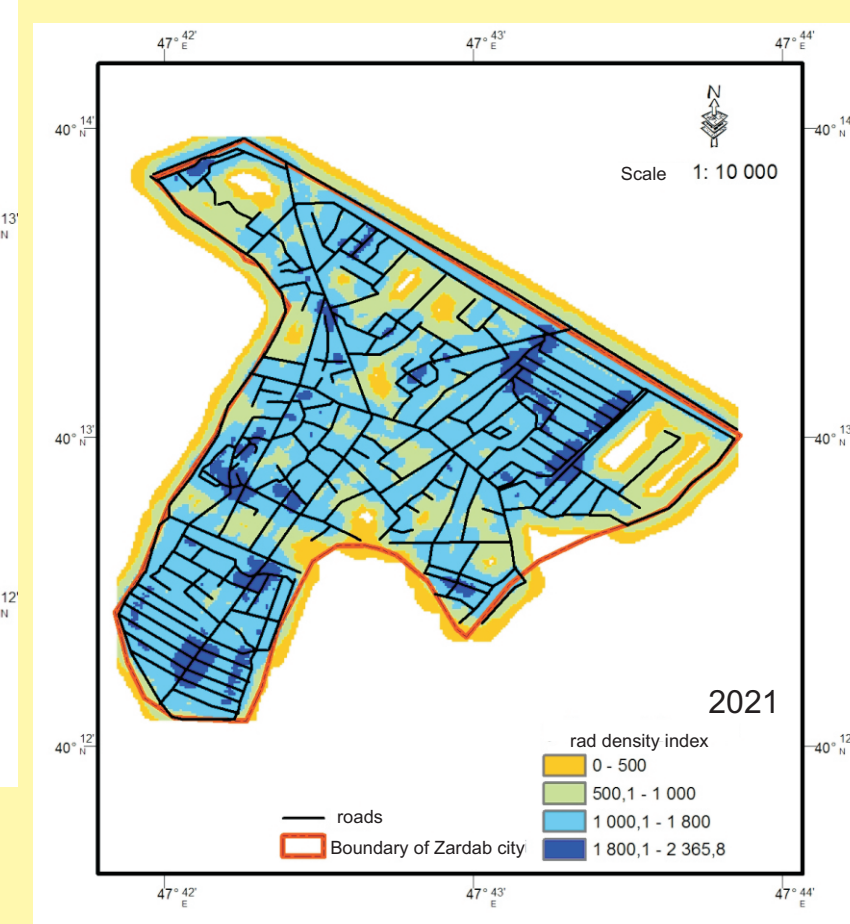 47° 42' E 47° 43' E 47° 44' E
N
40° 14' N 40° 14
Scale 1: 10 000
13' N
40° 13' N 40° 13
12' N
2021
rad density index
40° 12' N 40° 12
0 - 500
500,1 - 1 000
roads 1 000,1 - 1 800
Boundary of Zardab city 1 800,1 - 2 365,8
47° 42' E 47° 43' E 47° 44' E